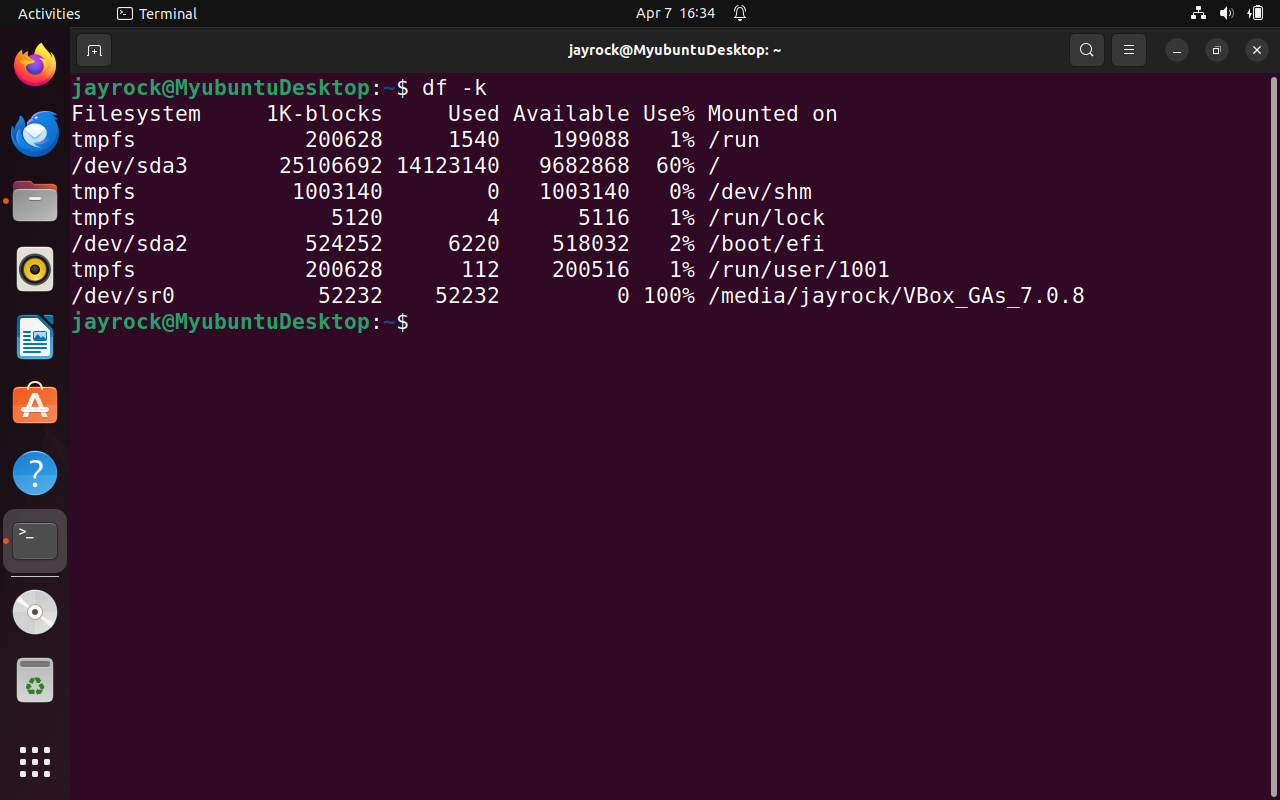 Activities Terminal Apr 7 16:34
jayrock@MyubuntuDesktop: ~
jayrock@MyubuntuDesktop:~$ df -k
Filesystem     1K-blocks     Used Available Use% Mounted on
tmpfs             200628     1540    199088   1% /run
/dev/sda3       25106692 14123140   9682868  60% /
tmpfs            1003140        0   1003140   0% /dev/shm
tmpfs               5120        4      5116   1% /run/lock
/dev/sda2         524252     6220    518032   2% /boot/efi
tmpfs             200628      112    200516   1% /run/user/1001
/dev/sr0           52232    52232         0 100% /media/jayrock/VBox_GAs_7.0.8
jayrock@MyubuntuDesktop:~$